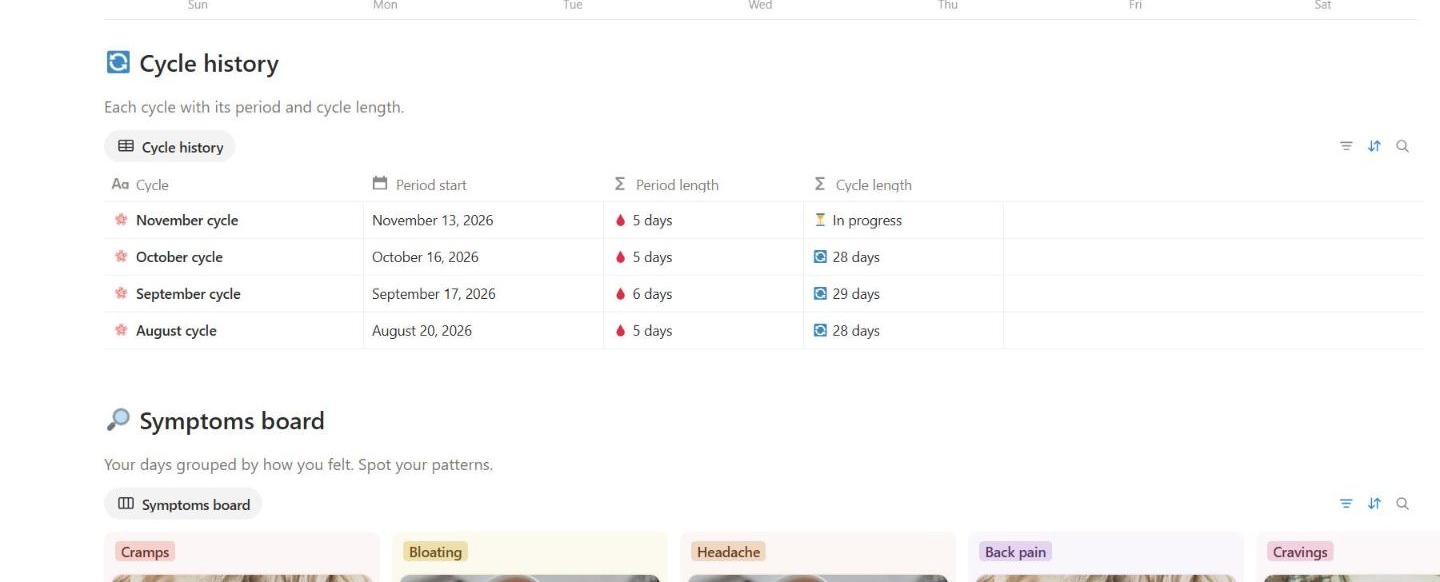 Sun Mon Tue Wed Thu Fri Sat
Cycle history
Each cycle with its period and cycle length.
Cycle history
Aa Cycle Period start Σ Period length Σ Cycle length
November cycle November 13, 2026 5 days In progress
October cycle October 16, 2026 5 days 28 days
September cycle September 17, 2026 6 days 29 days
August cycle August 20, 2026 5 days 28 days
Symptoms board
Your days grouped by how you felt. Spot your patterns.
Symptoms board
Cramps Bloating Headache Back pain Cravings